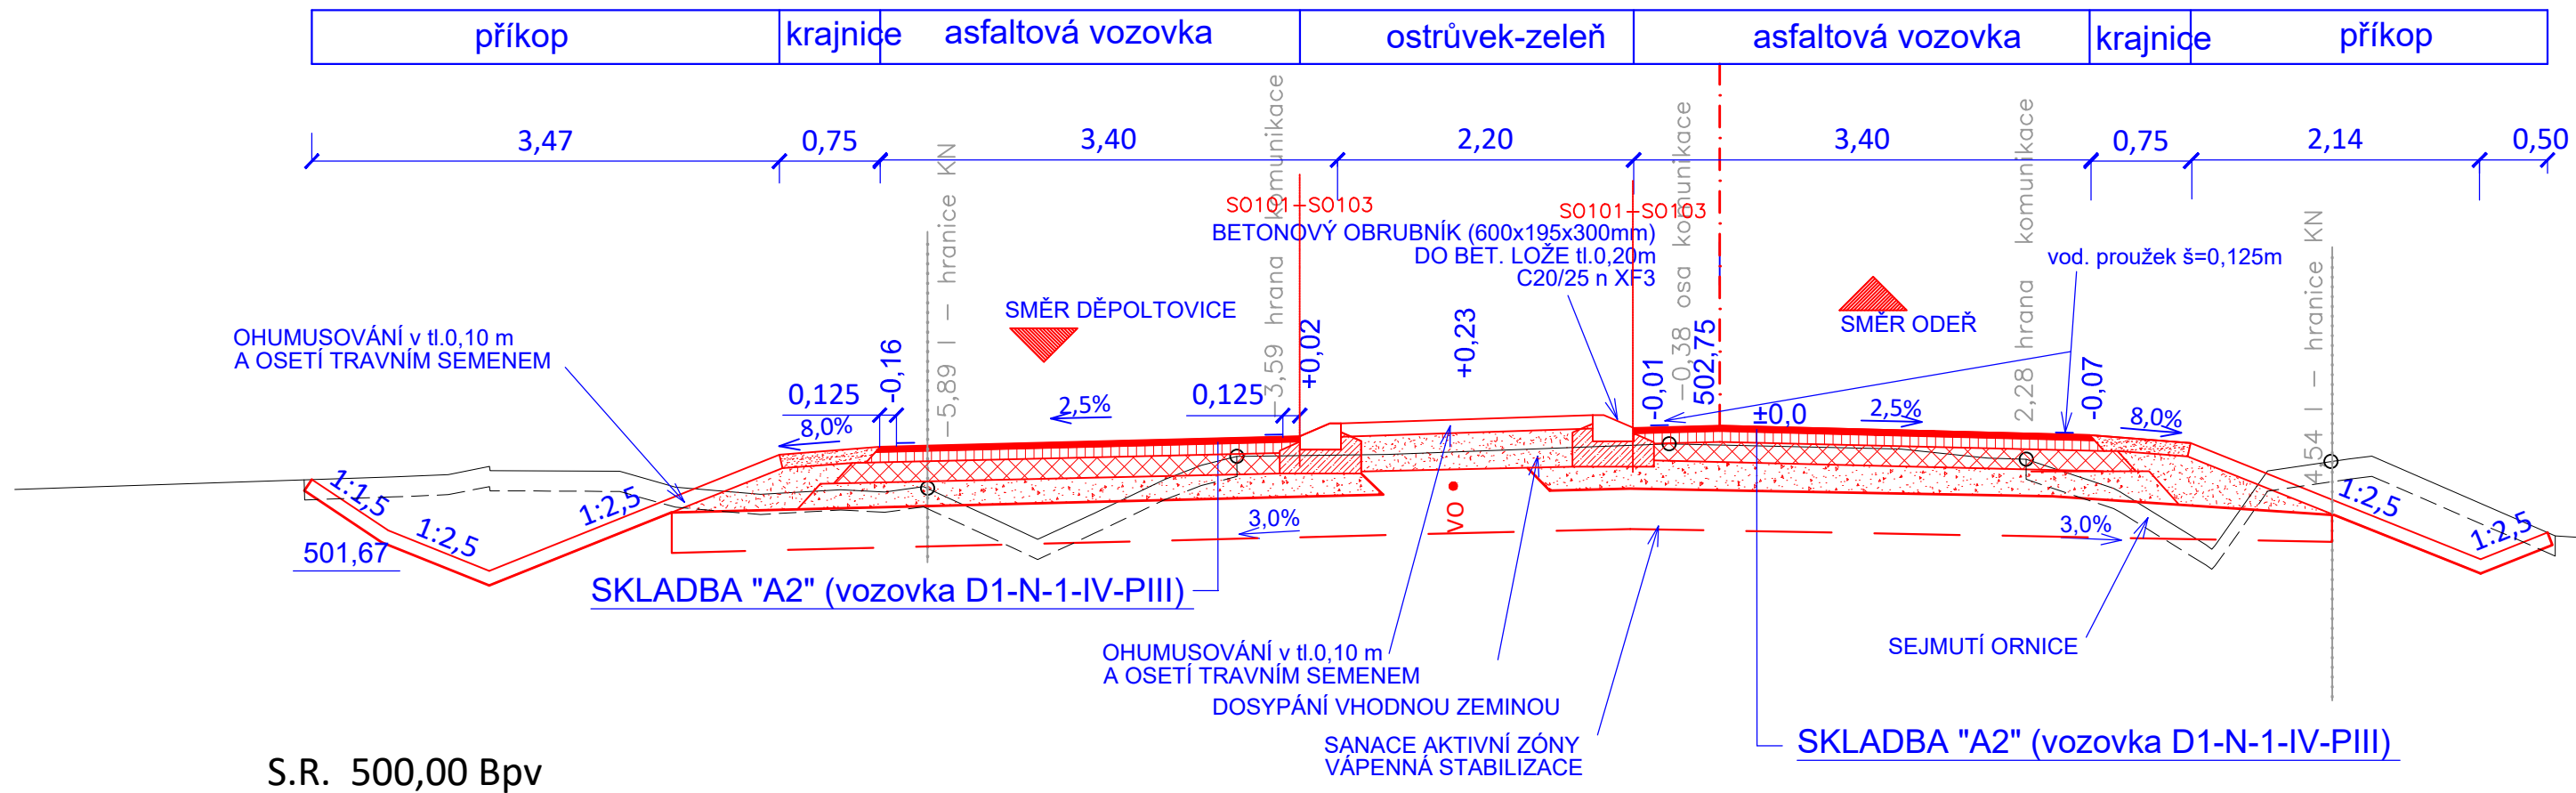 příkop
krajnice
asfaltová vozovka
ostrůvek-zeleň
asfaltová vozovka
krajnice
příkop
3,47
0,75
3,40
2,20
3,40
0,75
2,14
0,50
-5,89 | - hranice KN
-3,59 hrana komunikace
-0,38 osa komunikace
2,28 hrana komunikace
4,54 | - hranice KN
SO101-SO103
SO101-SO103
BETONOVÝ OBRUBNÍK (600x195x300mm)
DO BET. LOŽE tl.0,20m
C20/25 n XF3
vod. proužek š=0,125m
SMĚR DĚPOLTOVICE
SMĚR ODEŘ
OHUMUSOVÁNÍ v tl.0,10 m
A OSETÍ TRAVNÍM SEMENEM
-0,16
+0,02
+0,23
-0,01
502,75
-0,07
0,125
0,125
8,0%
2,5%
±0,0
2,5%
8,0%
1:1,5
1:2,5
1:2,5
1:2,5
1:2,5
501,67
3,0%
VO
3,0%
SKLADBA "A2" (vozovka D1-N-1-IV-PIII)
OHUMUSOVÁNÍ v tl.0,10 m
A OSETÍ TRAVNÍM SEMENEM
SEJMUTÍ ORNICE
DOSYPÁNÍ VHODNOU ZEMINOU
SANACE AKTIVNÍ ZÓNY
VÁPENNÁ STABILIZACE
SKLADBA "A2" (vozovka D1-N-1-IV-PIII)
S.R. 500,00 Bpv